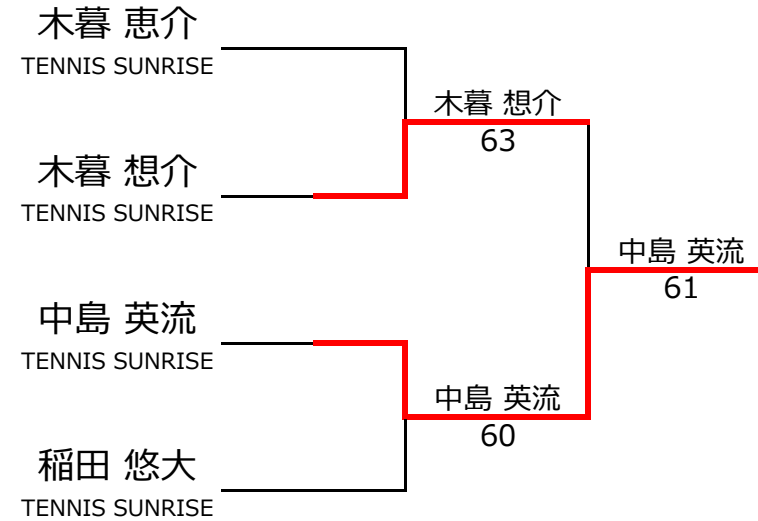 木暮 恵介
TENNIS SUNRISE
木暮 想介
63
木暮 想介
TENNIS SUNRISE
中島 英流
61
中島 英流
TENNIS SUNRISE
中島 英流
60
稲田 悠大
TENNIS SUNRISE